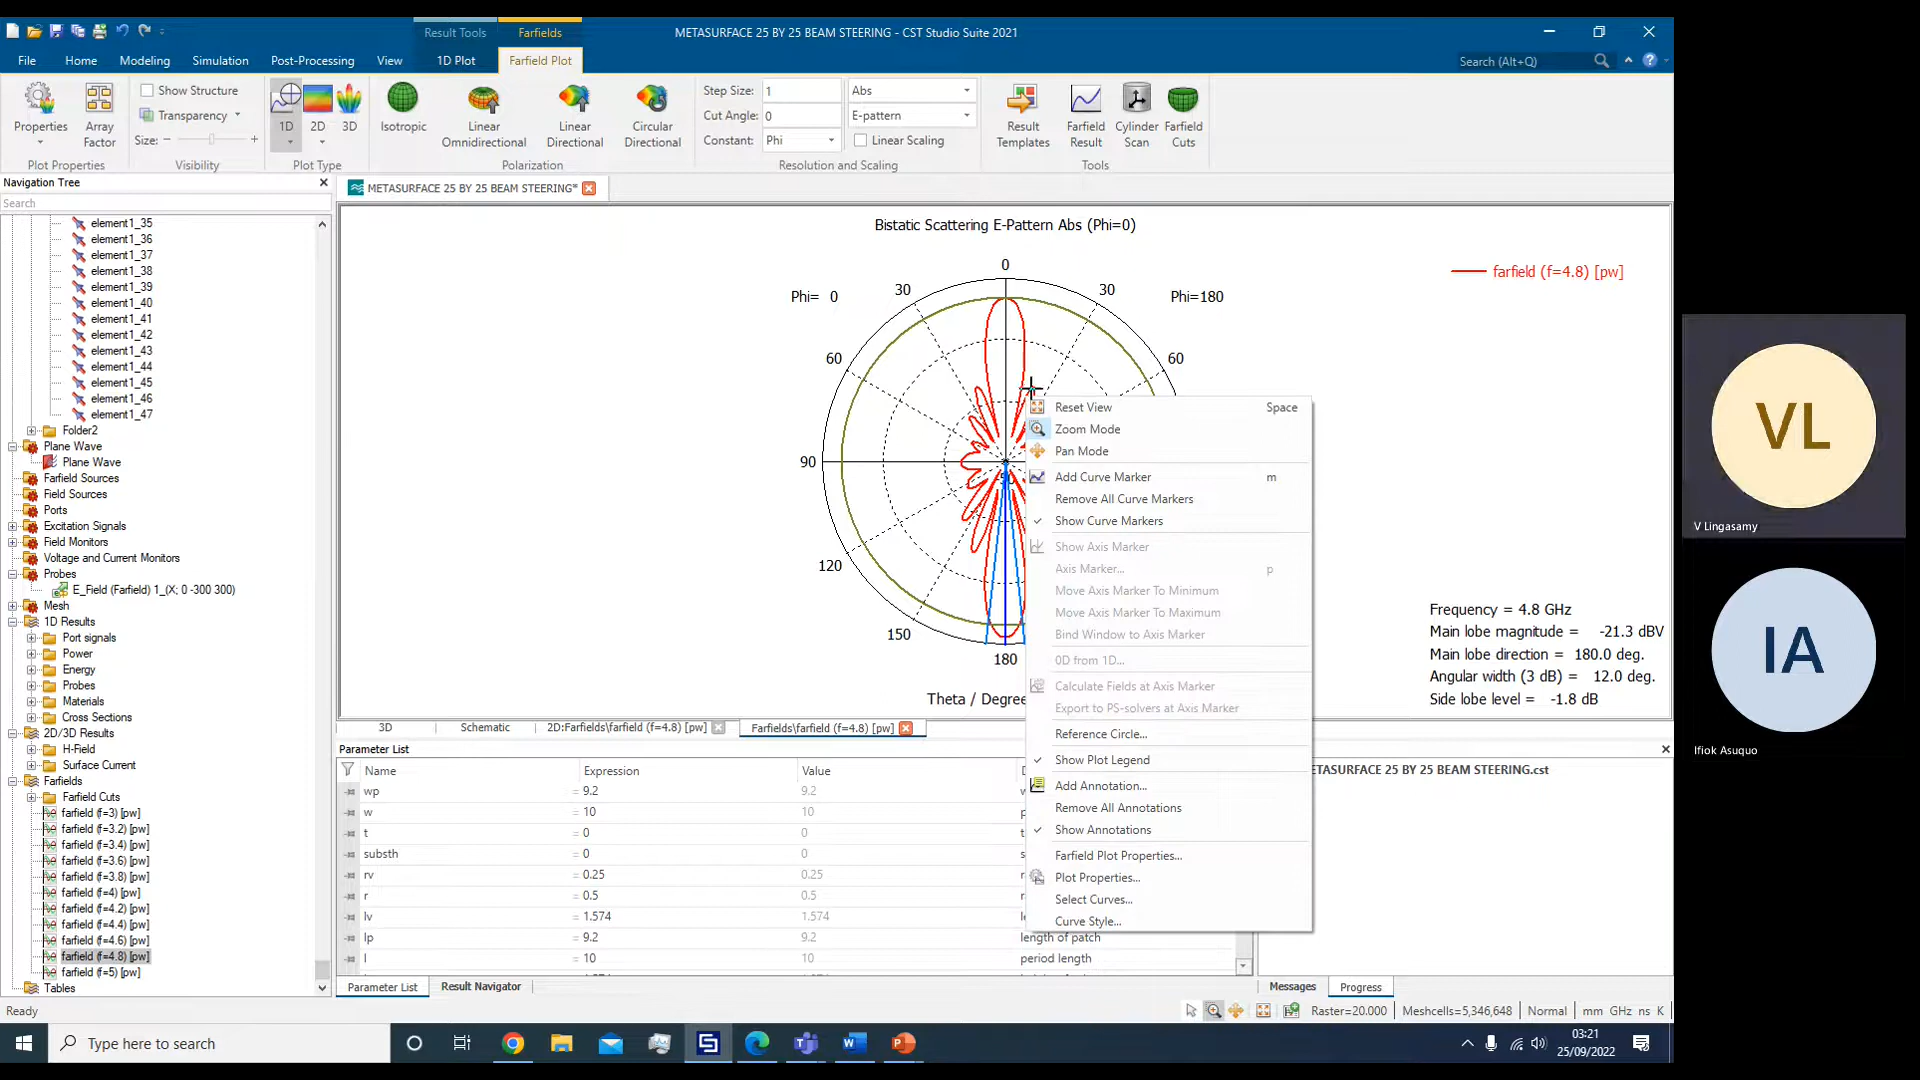 Result Tools
Farfields
METASURFACE 25 BY 25 BEAM STEERING - CST Studio Suite 2021
File
Home
Modeling
Simulation
Post-Processing
View
1D Plot
Farfield Plot
Search (Alt+Q)
Properties
Array Factor
Plot Properties
Show Structure
Transparency
Size:
Visibility
1D
2D
3D
Plot Type
Isotropic
Linear Omnidirectional
Linear Directional
Circular Directional
Polarization
Step Size: 1
Cut Angle: 0
Constant: Phi
Abs
E-pattern
Linear Scaling
Resolution and Scaling
Result Templates
Farfield Result
Cylinder Scan
Farfield Cuts
Tools
Navigation Tree
Search
element1_35
element1_36
element1_37
element1_38
element1_39
element1_40
element1_41
element1_42
element1_43
element1_44
element1_45
element1_46
element1_47
Folder2
Plane Wave
Plane Wave
Farfield Sources
Field Sources
Ports
Excitation Signals
Field Monitors
Voltage and Current Monitors
Probes
E_Field (Farfield) 1_(X; 0 -300 300)
Mesh
1D Results
Port signals
Power
Energy
Probes
Materials
Cross Sections
2D/3D Results
H-Field
Surface Current
Farfields
Farfield Cuts
farfield (f=3) [pw]
farfield (f=3.2) [pw]
farfield (f=3.4) [pw]
farfield (f=3.6) [pw]
farfield (f=3.8) [pw]
farfield (f=4) [pw]
farfield (f=4.2) [pw]
farfield (f=4.4) [pw]
farfield (f=4.6) [pw]
farfield (f=4.8) [pw]
farfield (f=5) [pw]
Tables
METASURFACE 25 BY 25 BEAM STEERING*
Bistatic Scattering E-Pattern Abs (Phi=0)
farfield (f=4.8) [pw]
0
30
30
Phi= 0
Phi=180
60
60
90
120
150
180
Theta / Degree
Frequency = 4.8 GHz
Main lobe magnitude = -21.3 dBV
Main lobe direction = 180.0 deg.
Angular width (3 dB) = 12.0 deg.
Side lobe level = -1.8 dB
Reset View Space
Zoom Mode
Pan Mode
Add Curve Marker m
Remove All Curve Markers
Show Curve Markers
Show Axis Marker
Axis Marker... p
Move Axis Marker To Minimum
Move Axis Marker To Maximum
Bind Window to Axis Marker
0D from 1D...
Calculate Fields at Axis Marker
Export to PS-solvers at Axis Marker
Reference Circle...
Show Plot Legend
Add Annotation...
Remove All Annotations
Show Annotations
Farfield Plot Properties...
Plot Properties...
Select Curves...
Curve Style...
3D
Schematic
2D:Farfields\farfield (f=4.8) [pw]
Farfields\farfield (f=4.8) [pw]
Parameter List
Name Expression Value
wp = 9.2 9.2
w = 10 10
t = 0 0
substh = 0 0
rv = 0.25 0.25
r = 0.5 0.5
lv = 1.574 1.574
lp = 9.2 9.2 length of patch
l = 10 10 period length
ETASURFACE 25 BY 25 BEAM STEERING.cst
Parameter List
Result Navigator
Messages
Progress
Ready
Raster=20.000
Meshcells=5,346,648
Normal
mm GHz ns K
Type here to search
03:21
25/09/2022
VL
V Lingasamy
IA
Ifiok Asuquo